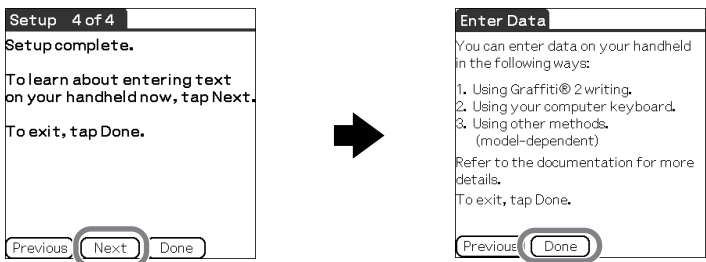 Setup 4 of 4
Setup complete.
To learn about entering text
on your handheld now, tap Next.
To exit, tap Done.
Previous Next Done
Enter Data
You can enter data on your handheld
in the following ways:
1. Using Graffiti® 2 writing.
2. Using your computer keyboard.
3. Using other methods.
(model-dependent)
Refer to the documentation for more
details.
To exit, tap Done.
Previous Done